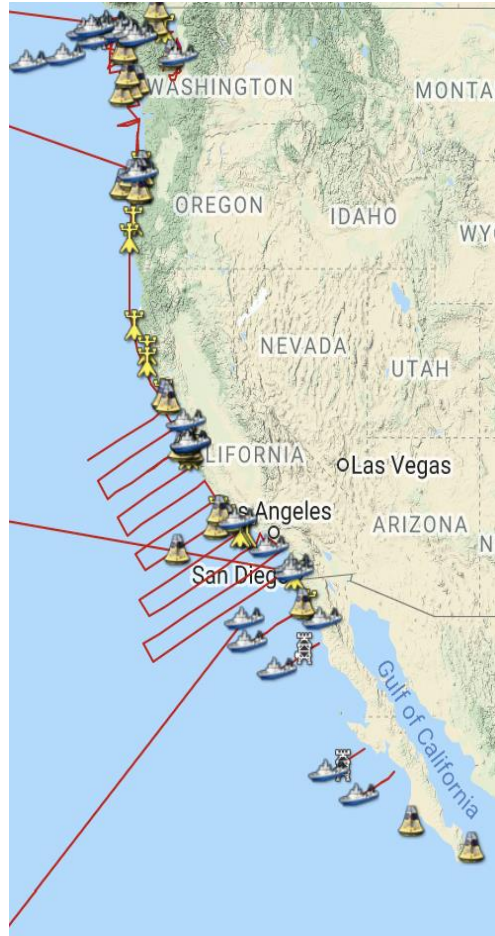 WASHINGTON
MONTA
OREGON
IDAHO
WY
NEVADA
UTAH
LIFORNIA
Las Vegas
s Angeles
ARIZONA
N
San Dieg
Gulf of California